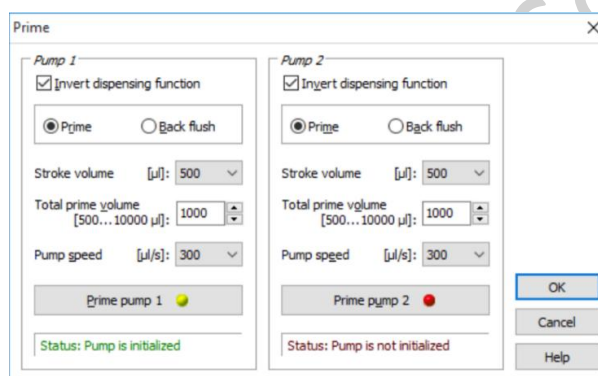 Prime
Pump 1
Invert dispensing function
Prime
Back flush
Stroke volume [µl]: 500
Total prime volume
[500...10000 µl]: 1000
Pump speed [µl/s]: 300
Prime pump 1
Status: Pump is initialized
Pump 2
Invert dispensing function
Prime
Back flush
Stroke volume [µl]: 500
Total prime volume
[500...10000 µl]: 1000
Pump speed [µl/s]: 300
Prime pump 2
Status: Pump is not initialized
OK
Cancel
Help